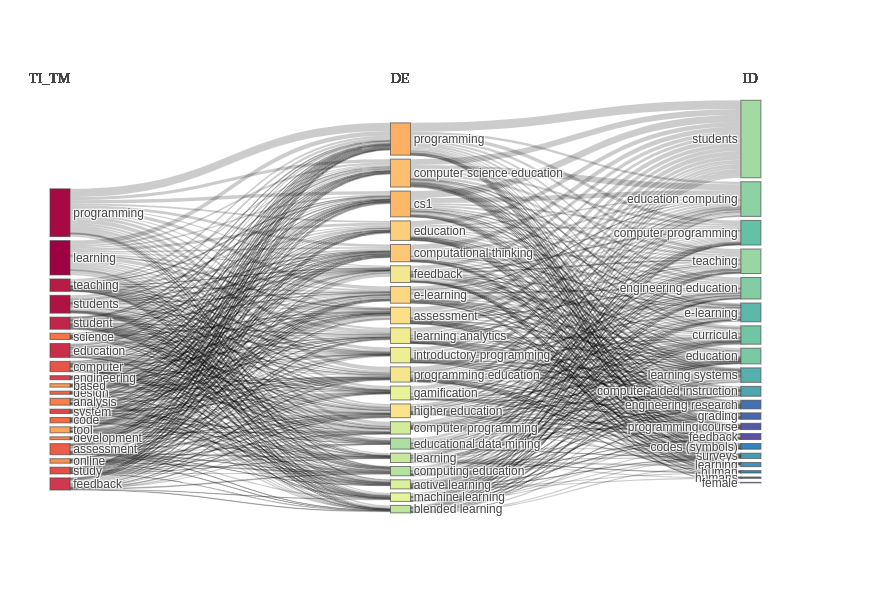 TI_TM
DE
ID
programming
learning
teaching
students
student
science
education
computer
engineering
based
design
analysis
system
code
tool
development
assessment
online
study
feedback
programming
computer science education
cs1
education
computational thinking
feedback
e-learning
assessment
learning analytics
introductory programming
programming education
gamification
higher education
computer programming
educational data mining
learning
computing education
active learning
machine learning
blended learning
students
education computing
computer programming
teaching
engineering education
e-learning
curricula
education
learning systems
computer aided instruction
engineering research
grading
programming course
feedback
codes (symbols)
surveys
learning
human
humans
female